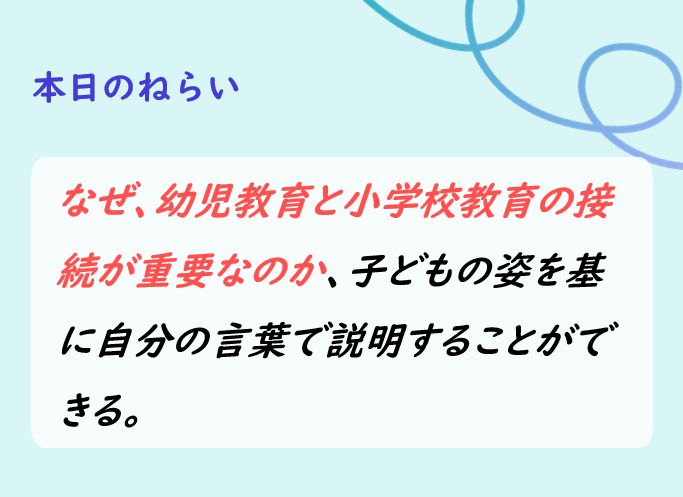 本日のねらい
なぜ、幼児教育と小学校教育の接
続が重要なのか、子どもの姿を基
に自分の言葉で説明することがで
きる。